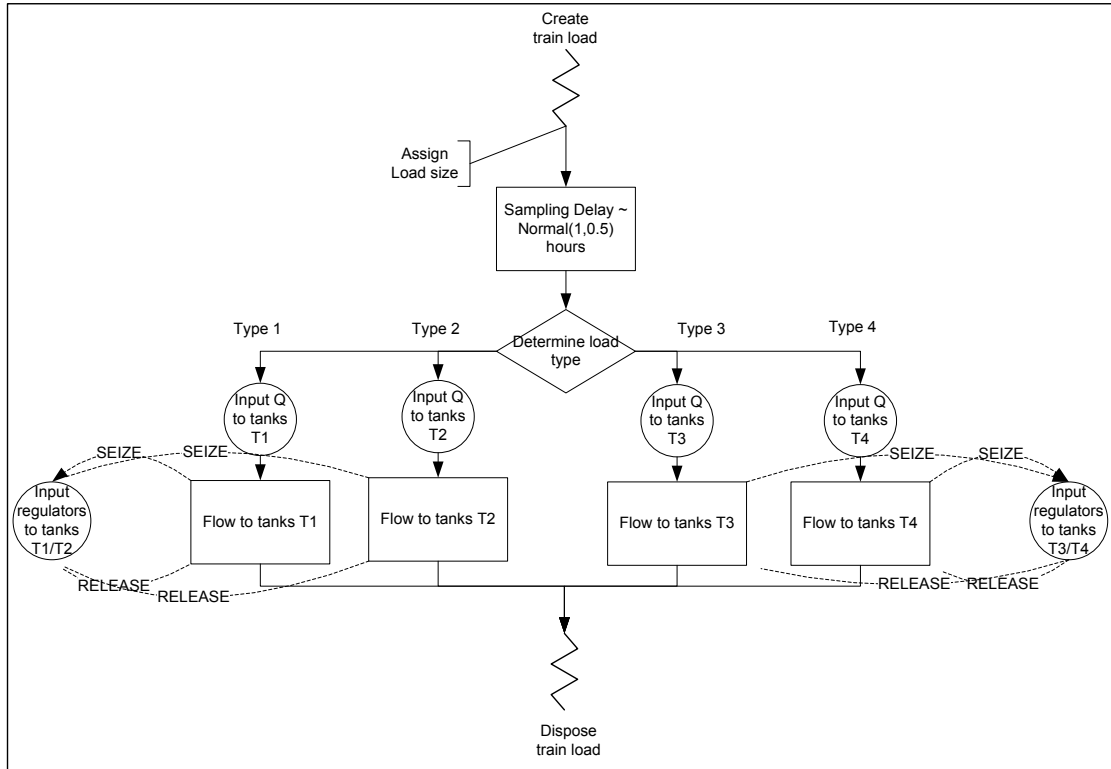 Create
train load
Assign
Load size
Sampling Delay ~
Normal(1,0.5)
hours
Type 1
Type 2
Type 3
Type 4
Determine load
type
Input Q
to tanks
T1
Input Q
to tanks
T2
Input Q
to tanks
T3
Input Q
to tanks
T4
SEIZE
SEIZE
SEIZE
SEIZE
Input
regulators
to tanks
T1/T2
Flow to tanks T1
Flow to tanks T2
Flow to tanks T3
Flow to tanks T4
Input
regulators
to tanks
T3/T4
RELEASE
RELEASE
RELEASE
RELEASE
Dispose
train load